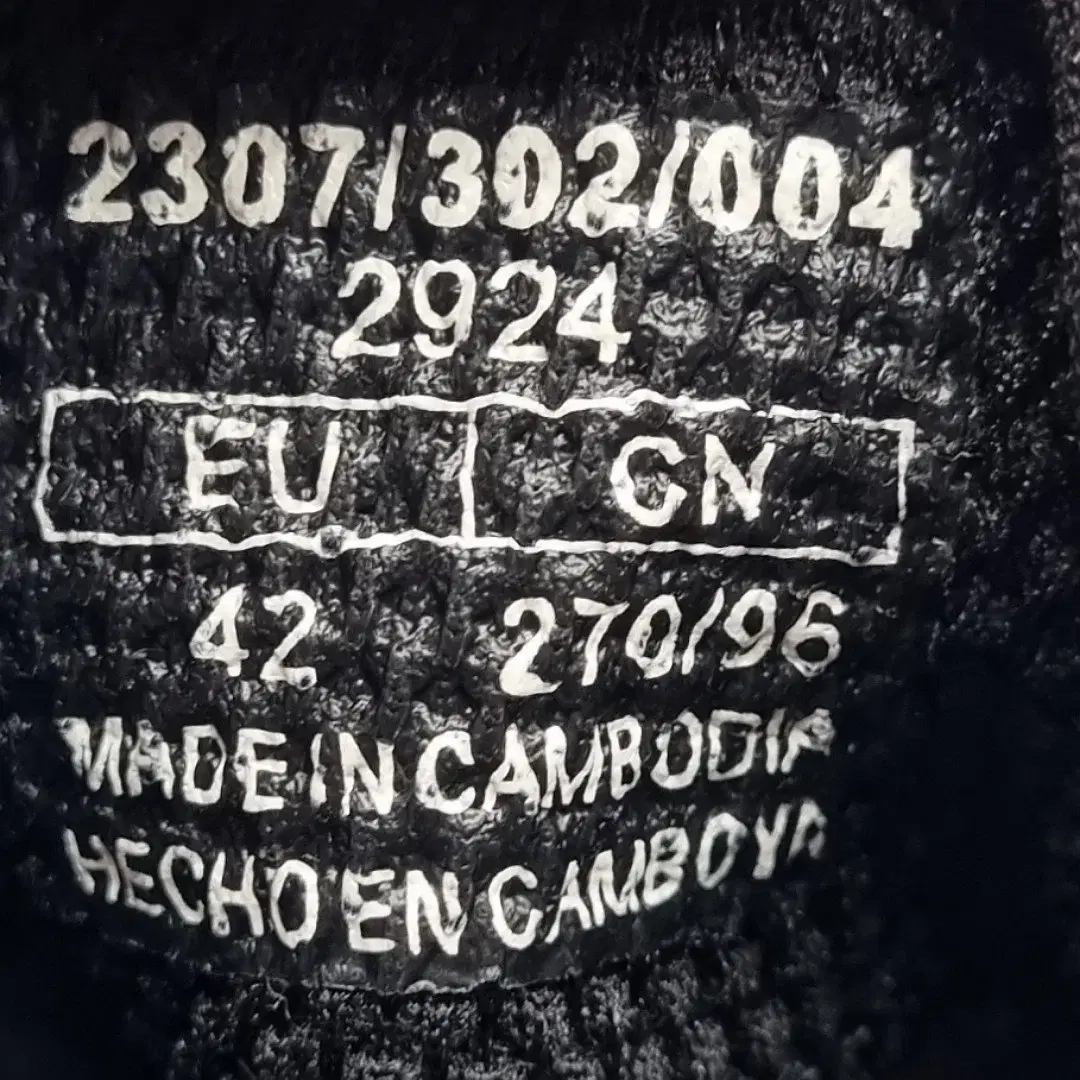 2307/302/004
2924
EU CN
42 270/96
MADE IN CAMBODIA
HECHO EN CAMBOYA